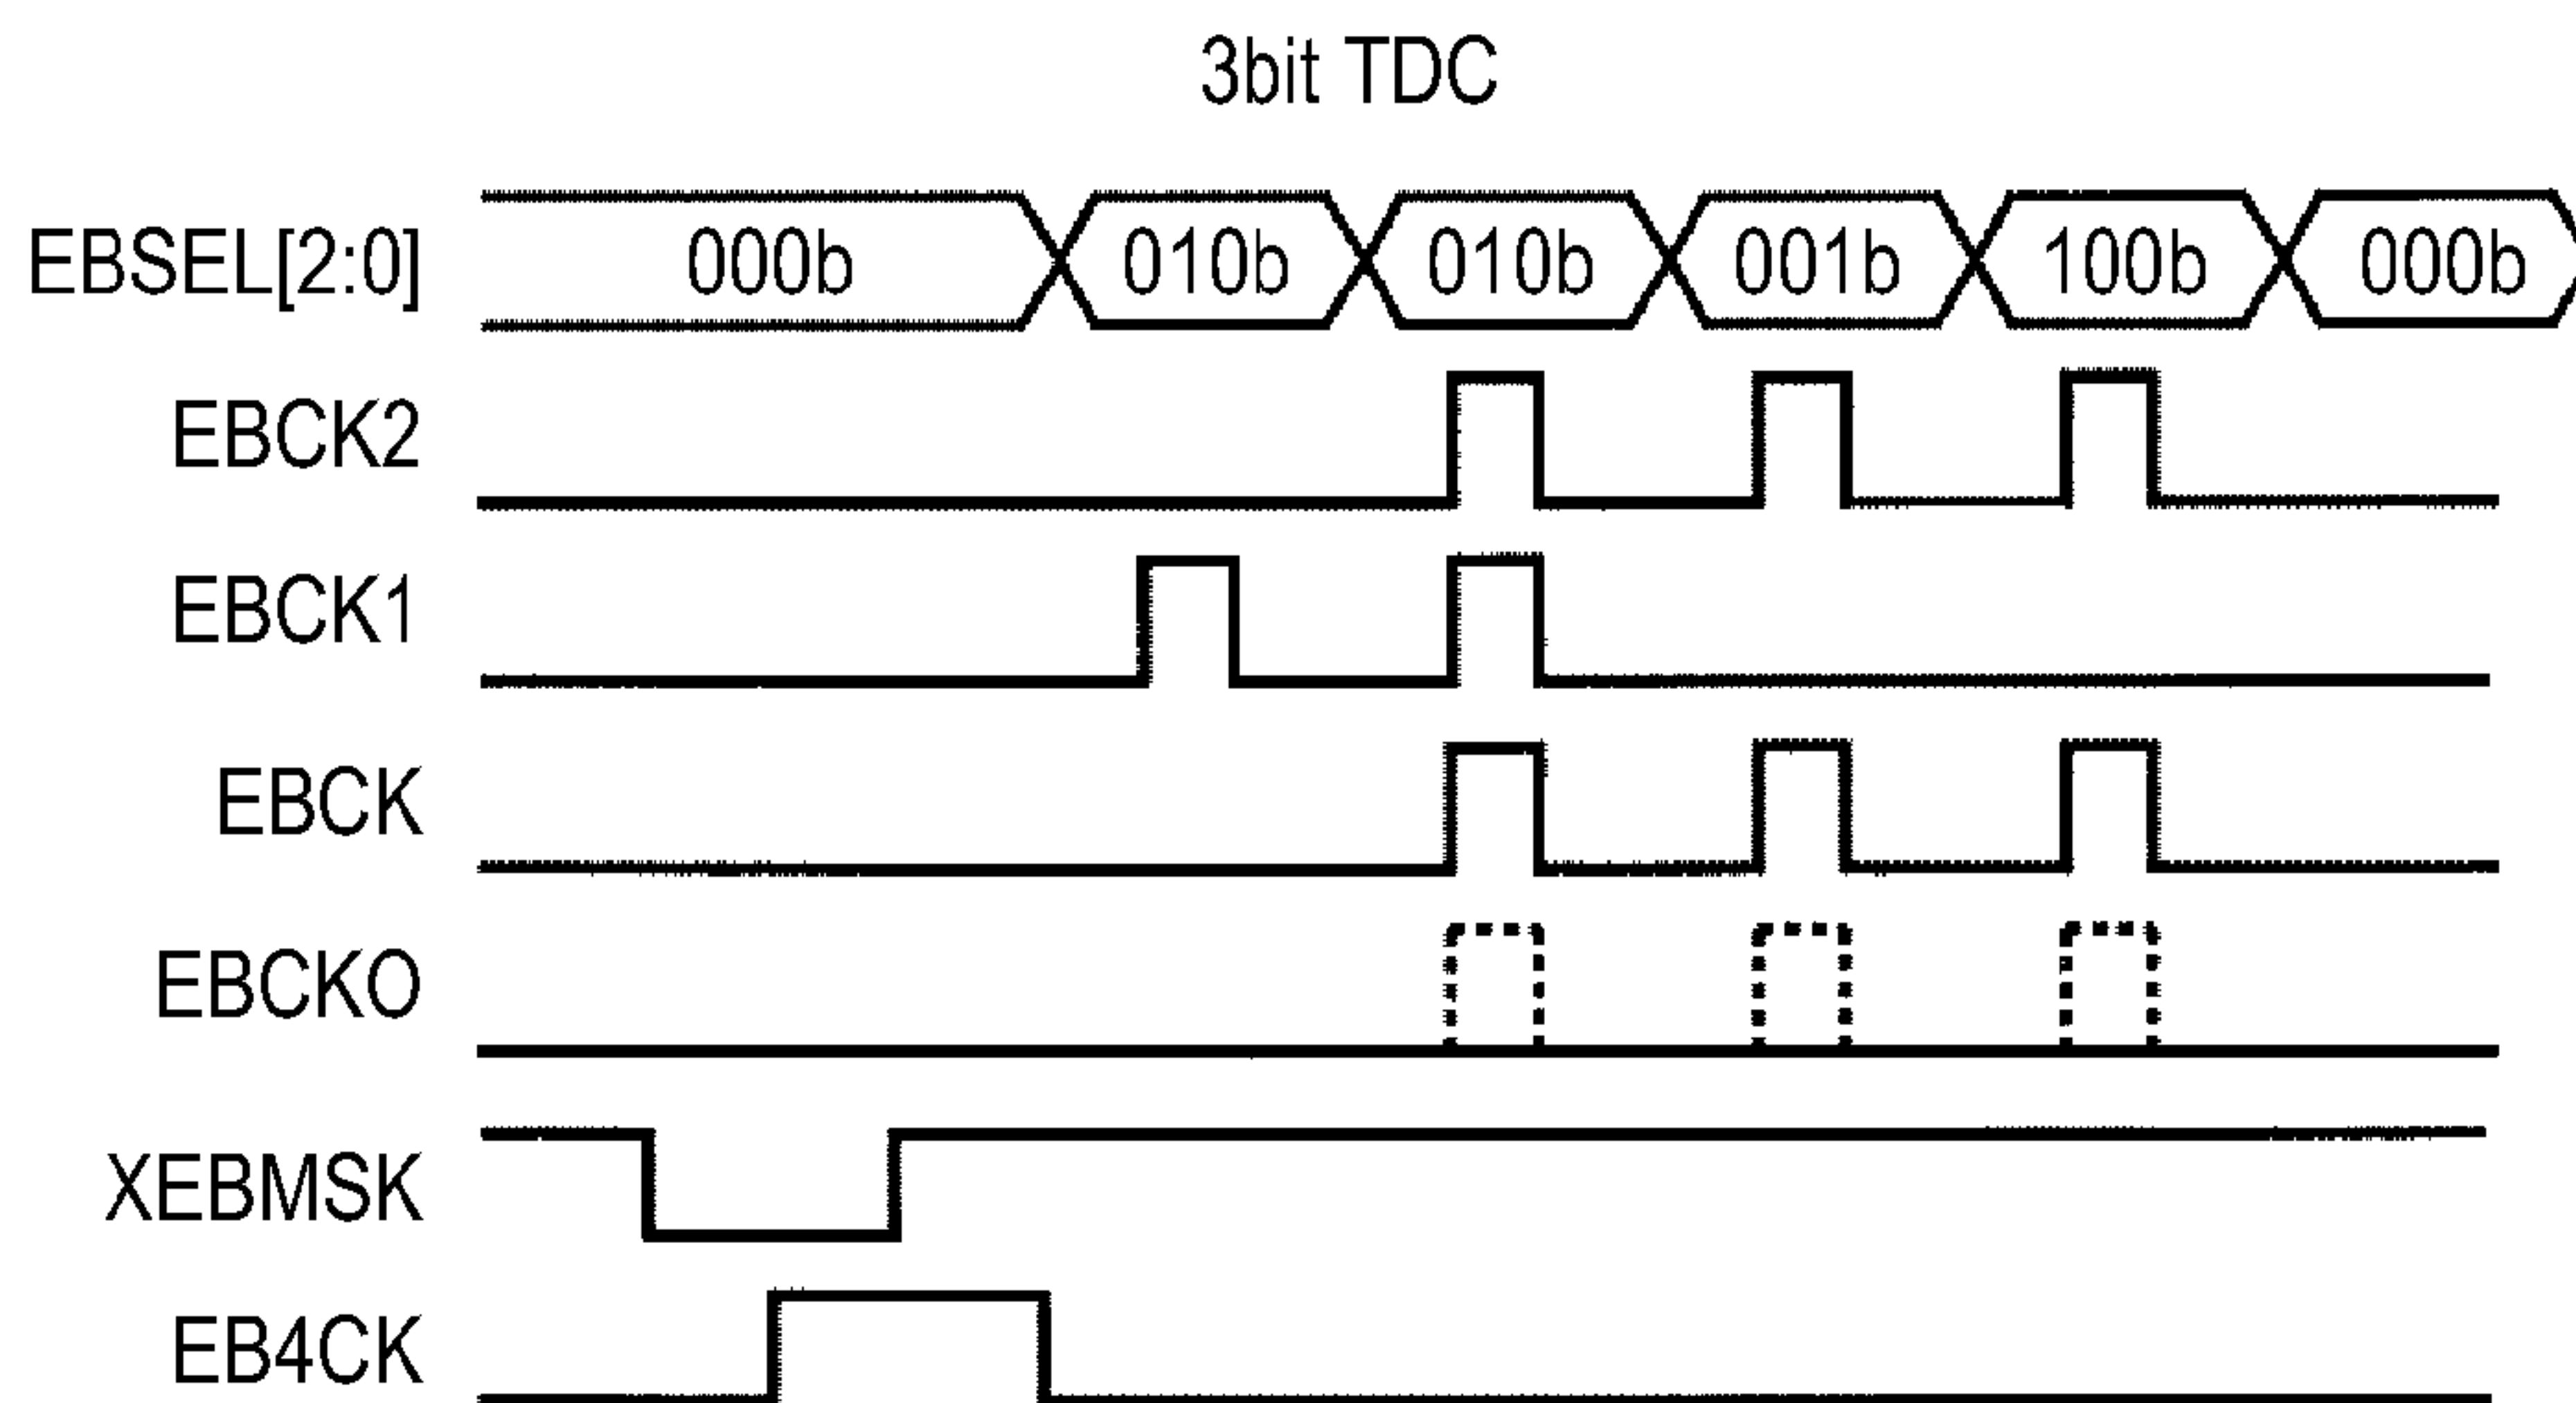 3bit TDC
EBSEL[2:0] 000b 010b 010b 001b 100b 000b
EBCK2
EBCK1
EBCK
EBCKO
XEBMSK
EB4CK